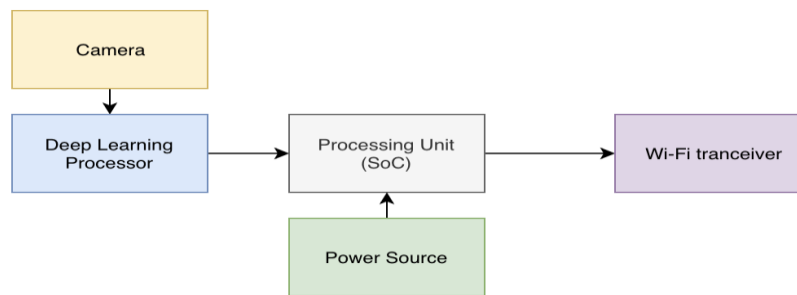 Camera
Deep Learning
Processor
Processing Unit
(SoC)
Wi-Fi tranceiver
Power Source